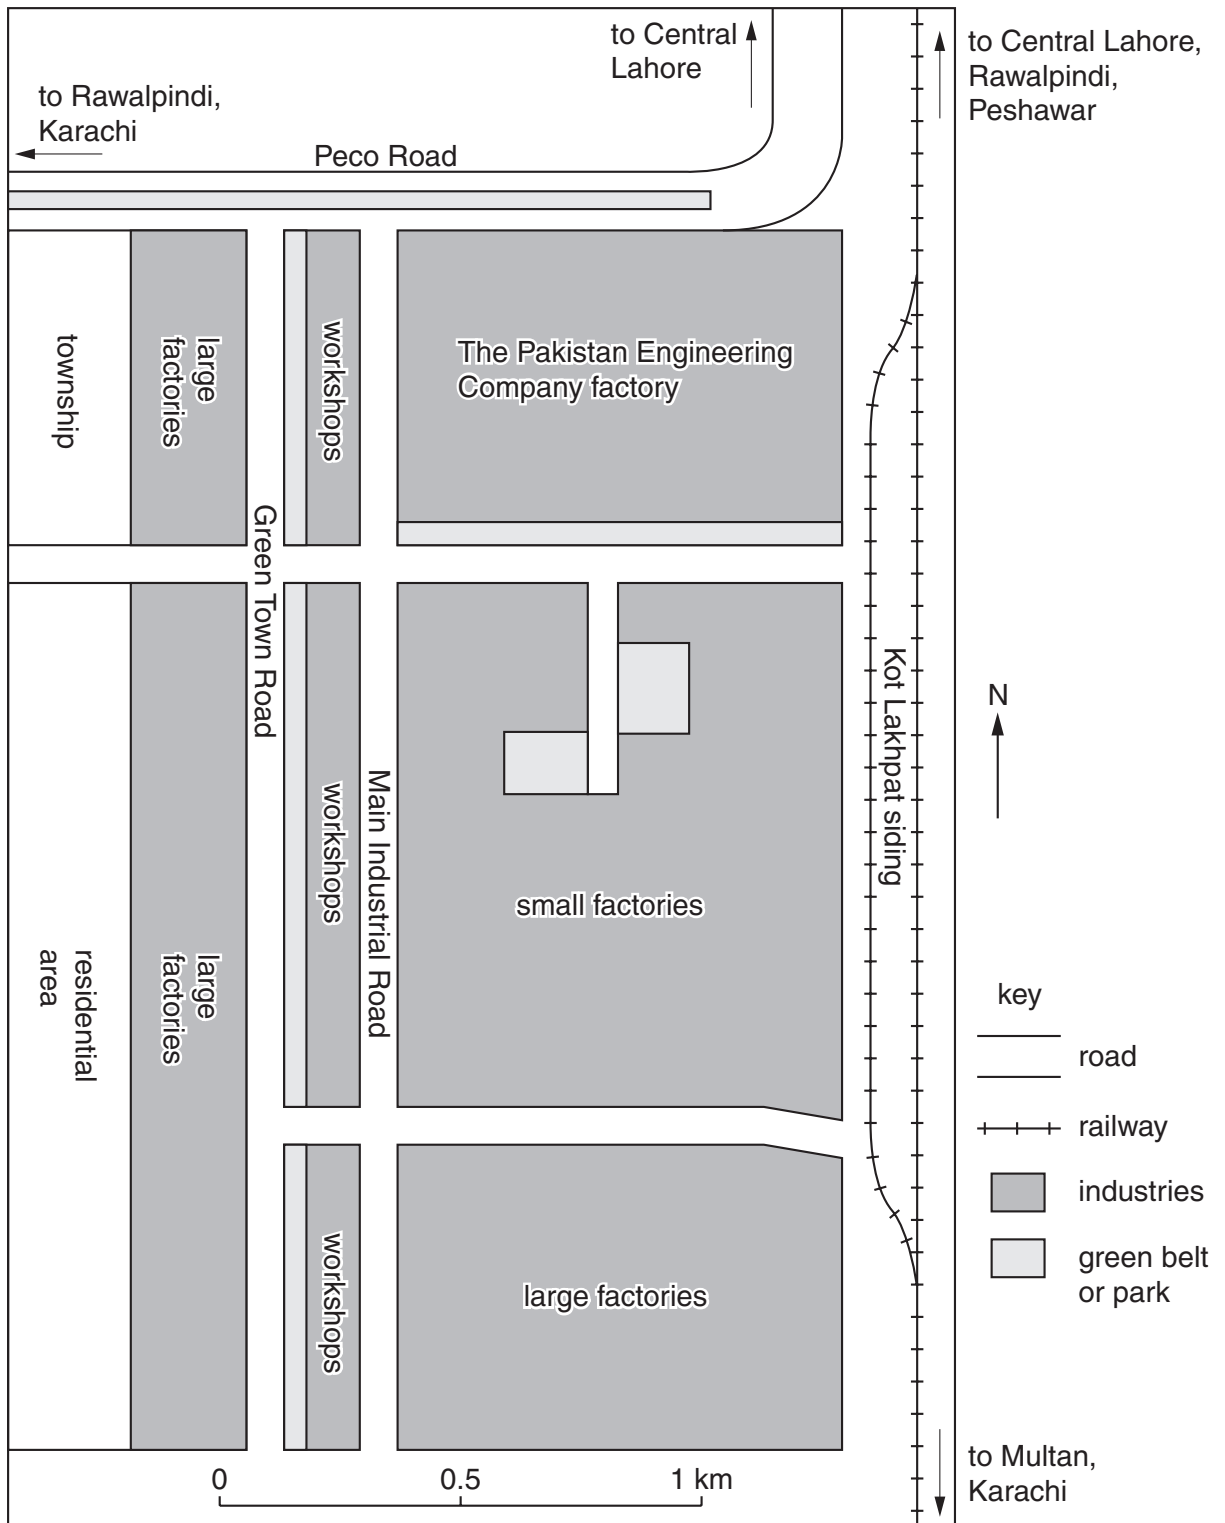 to Central
Lahore
to Central Lahore,
Rawalpindi,
Peshawar
to Rawalpindi,
Karachi
Peco Road
township
large
factories
workshops
The Pakistan Engineering
Company factory
Green Town Road
Kot Lakhpat siding
N
Main Industrial Road
workshops
small factories
residential
area
large
factories
key
road
railway
industries
green belt
or park
workshops
large factories
to Multan,
Karachi
0 0.5 1 km